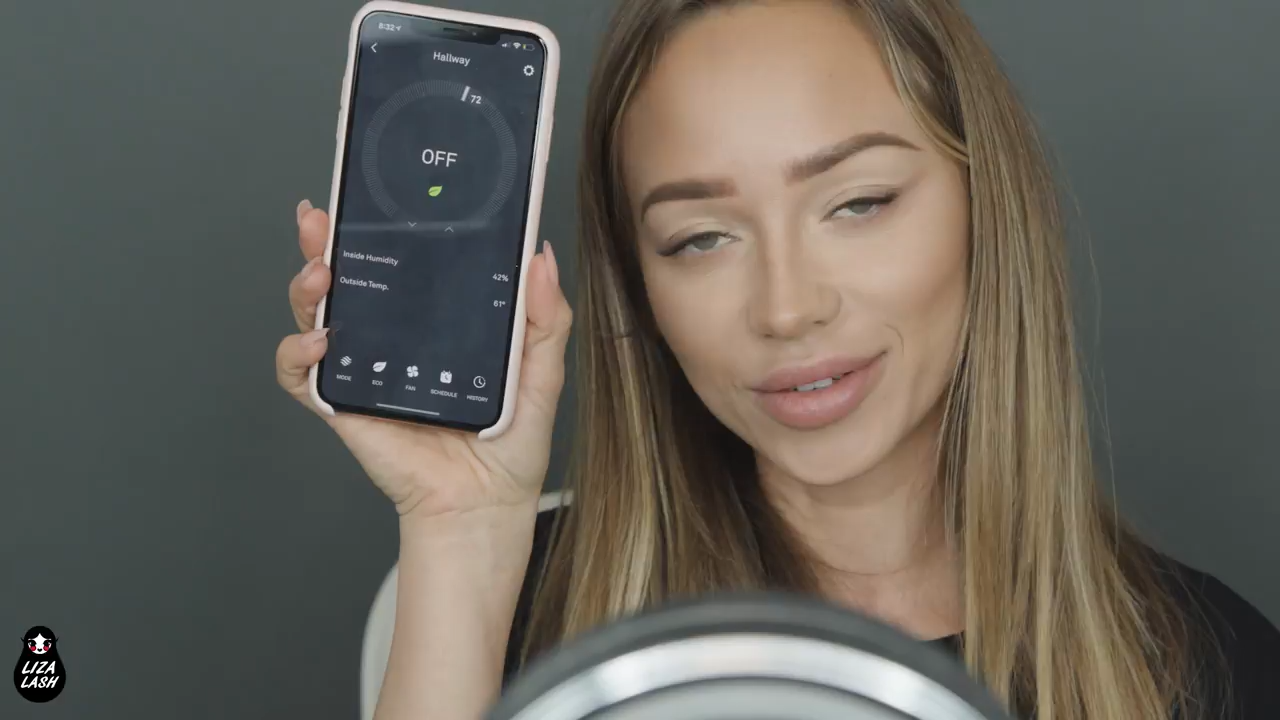 8:32
Hallway
72
OFF
Inside Humidity
42%
Outside Temp.
61°
MODE
ECO
FAN
SCHEDULE
HISTORY
LIZA
LASH